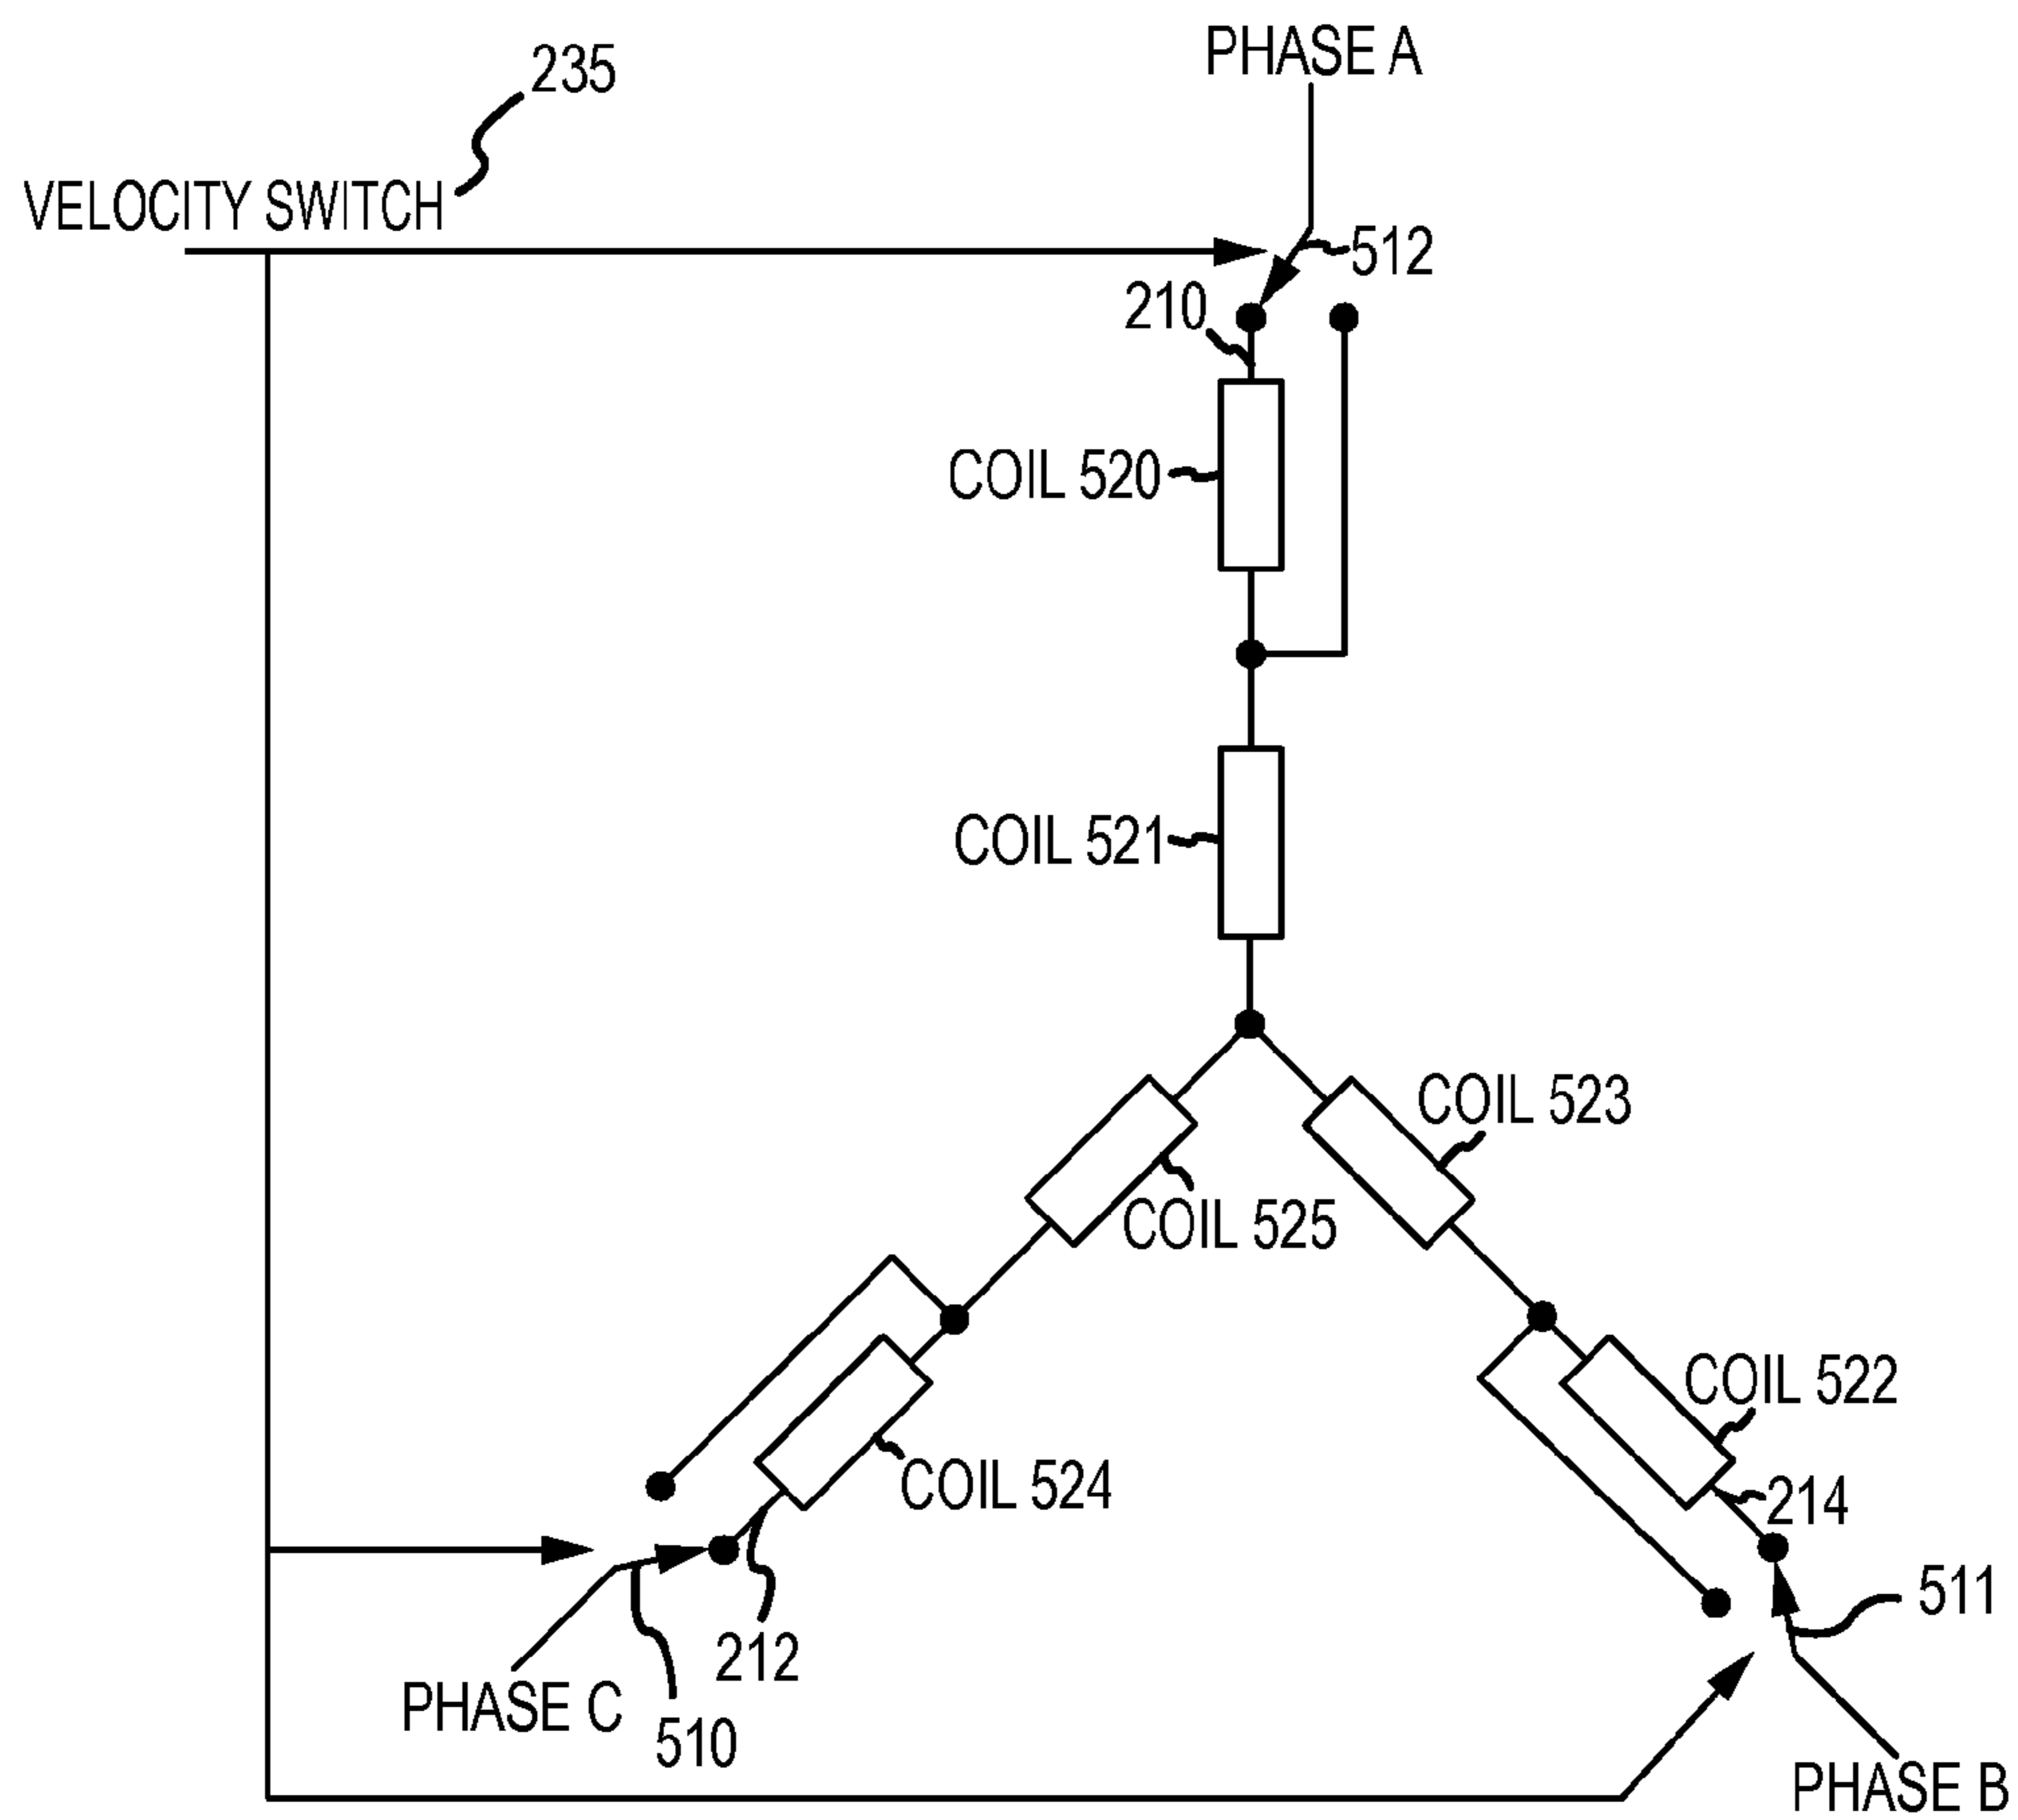 PHASE A
235
VELOCITY SWITCH
512
210
COIL 520
COIL 521
COIL 523
COIL 525
COIL 522
COIL 524
214
511
212
PHASE C
510
PHASE B